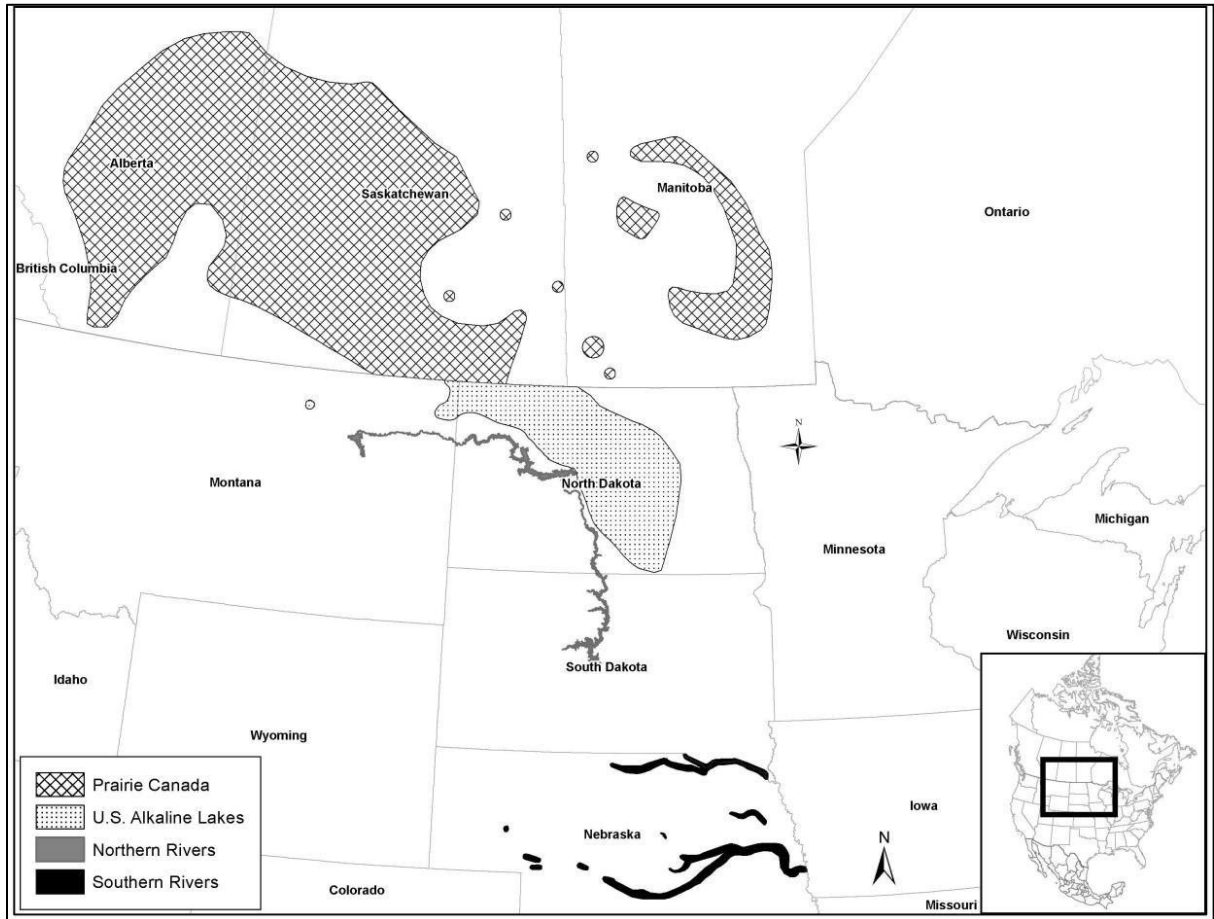 Alberta
Saskatchewan
Manitoba
Ontario
British Columbia
N
Montana
North Dakota
Minnesota
Michigan
Wisconsin
South Dakota
Idaho
Wyoming
Iowa
Nebraska
N
Colorado
Missouri
Prairie Canada
U.S. Alkaline Lakes
Northern Rivers
Southern Rivers